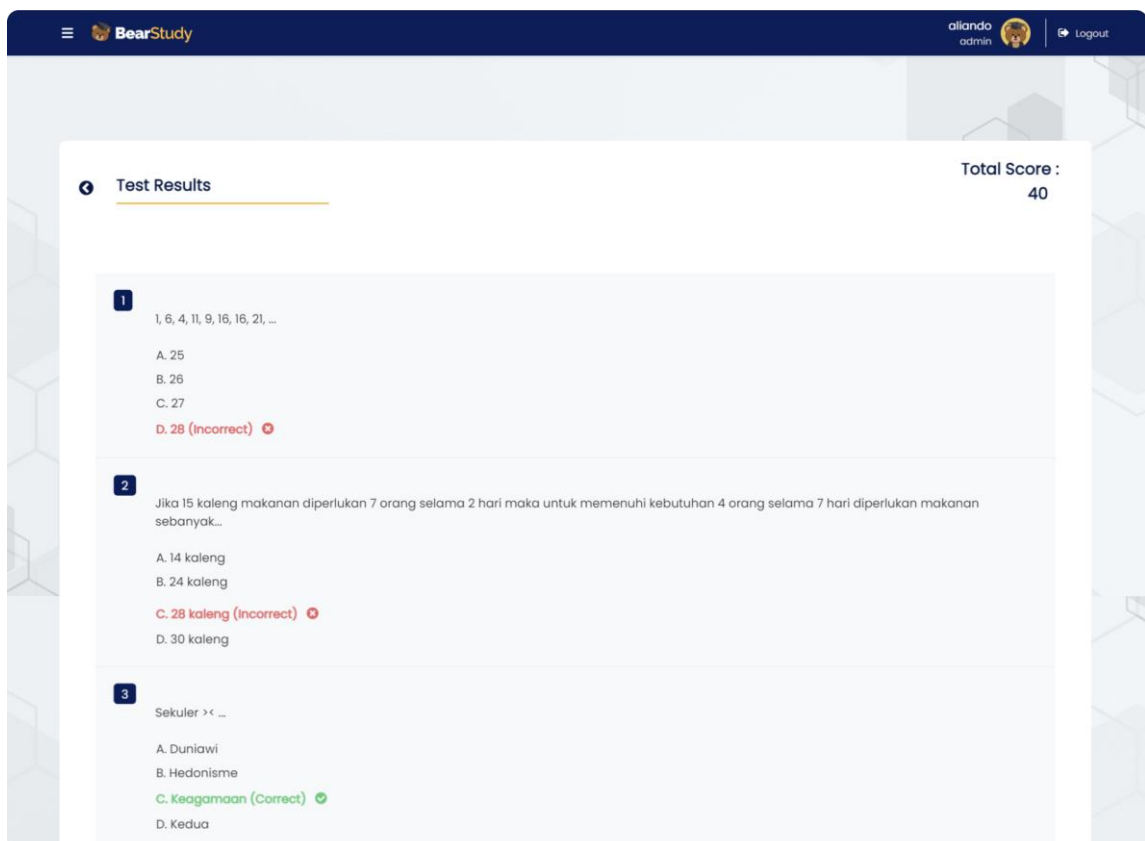 BearStudy
aliando
admin
Logout
Test Results
Total Score :
40
1
1, 6, 4, 11, 9, 16, 16, 21, ...
A. 25
B. 26
C. 27
D. 28 (Incorrect)
2
Jika 15 kaleng makanan diperlukan 7 orang selama 2 hari maka untuk memenuhi kebutuhan 4 orang selama 7 hari diperlukan makanan
sebanyak...
A. 14 kaleng
B. 24 kaleng
C. 28 kaleng (Incorrect)
D. 30 kaleng
3
Sekuler >< ...
A. Duniawi
B. Hedonisme
C. Keagamaan (Correct)
D. Kedua